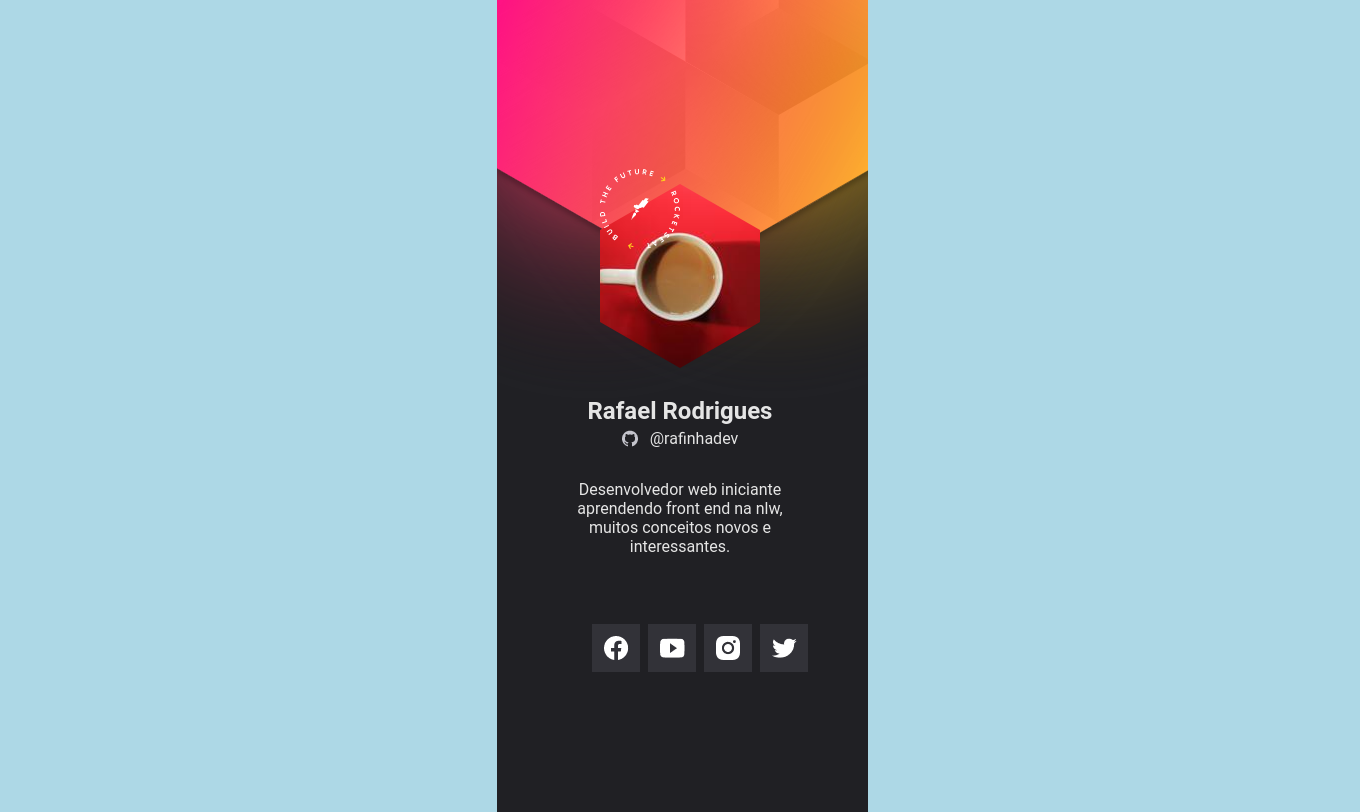 BUILD THE FUTURE
ROCKETSEAT
Rafael Rodrigues
@rafinhadev
Desenvolvedor web iniciante
aprendendo front end na nlw,
muitos conceitos novos e
interessantes.